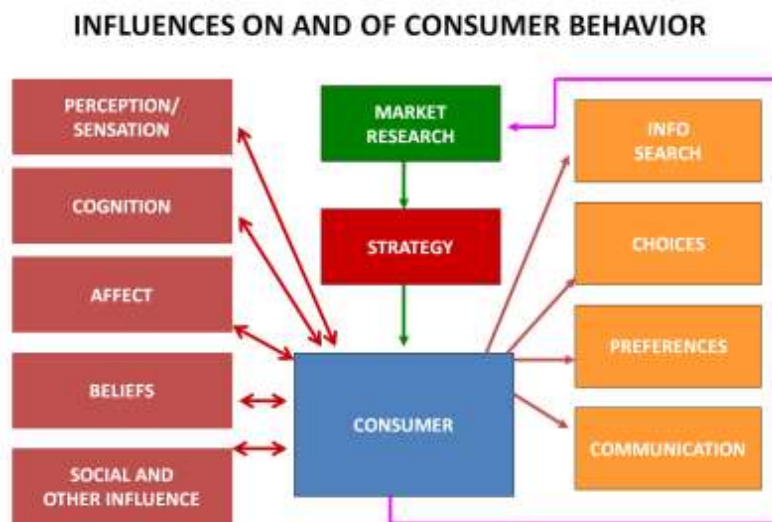 INFLUENCES ON AND OF CONSUMER BEHAVIOR
PERCEPTION/
SENSATION
COGNITION
AFFECT
BELIEFS
SOCIAL AND
OTHER INFLUENCE
MARKET
RESEARCH
STRATEGY
CONSUMER
INFO
SEARCH
CHOICES
PREFERENCES
COMMUNICATION